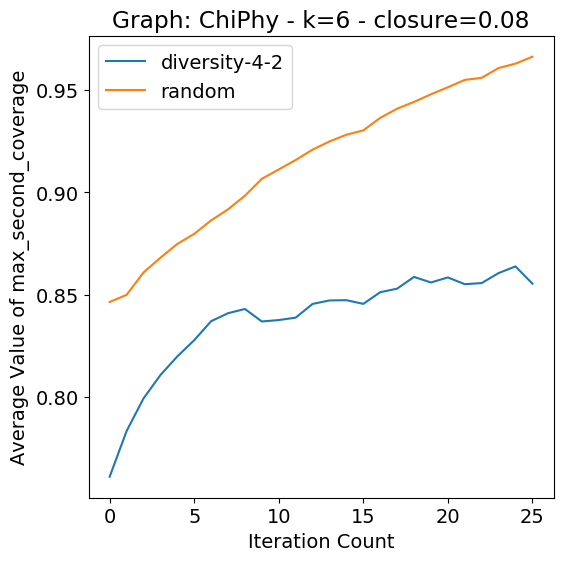 Graph: ChiPhy - k=6 - closure=0.08
diversity-4-2
random
Average Value of max_second_coverage
0.95
0.90
0.85
0.80
0
5
10
15
20
25
Iteration Count